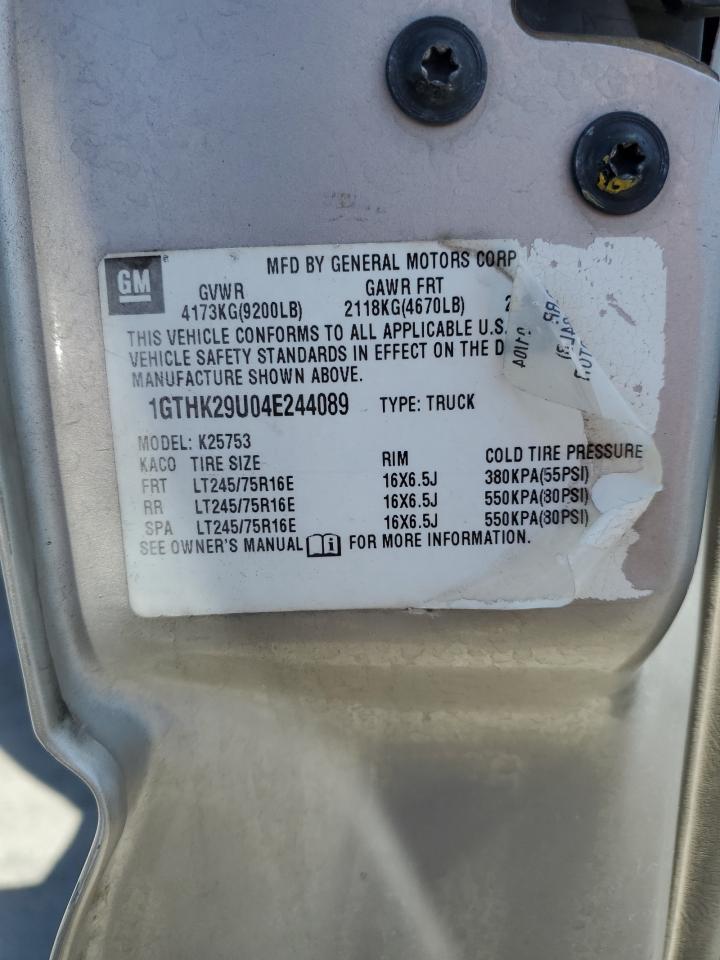 GM
MFD BY GENERAL MOTORS CORP
GVWR GAWR FRT
4173KG(9200LB) 2118KG(4670LB) 2
THIS VEHICLE CONFORMS TO ALL APPLICABLE U.S.
VEHICLE SAFETY STANDARDS IN EFFECT ON THE D
MANUFACTURE SHOWN ABOVE.
1GTHK29U04E244089 TYPE: TRUCK
MODEL: K25753
KACO TIRE SIZE RIM COLD TIRE PRESSURE
FRT LT245/75R16E 16X6.5J 380KPA(55PSI)
RR LT245/75R16E 16X6.5J 550KPA(80PSI)
SPA LT245/75R16E 16X6.5J 550KPA(80PSI)
SEE OWNER'S MANUAL i FOR MORE INFORMATION.